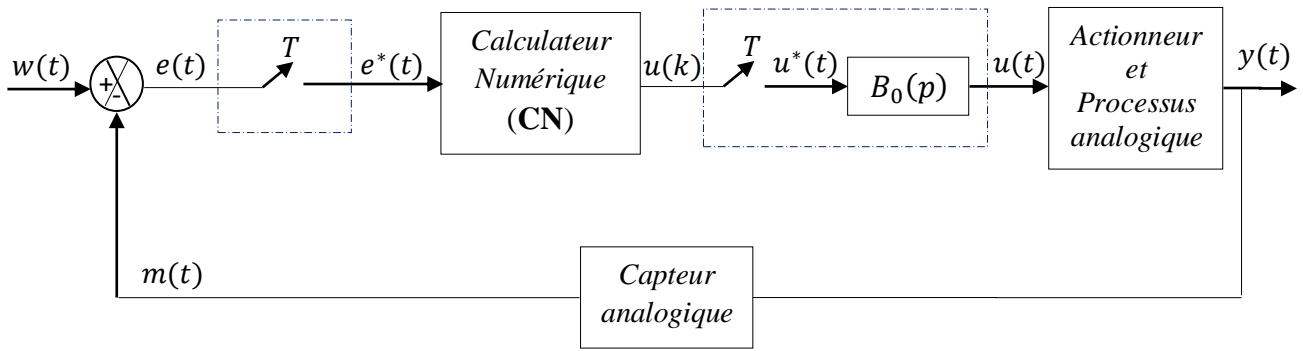 w(t)
+
-
e(t)
T
e*(t)
Calculateur
Numérique
(CN)
u(k)
T
u*(t)
B₀(p)
u(t)
Actionneur
et
Processus
analogique
y(t)
m(t)
Capteur
analogique